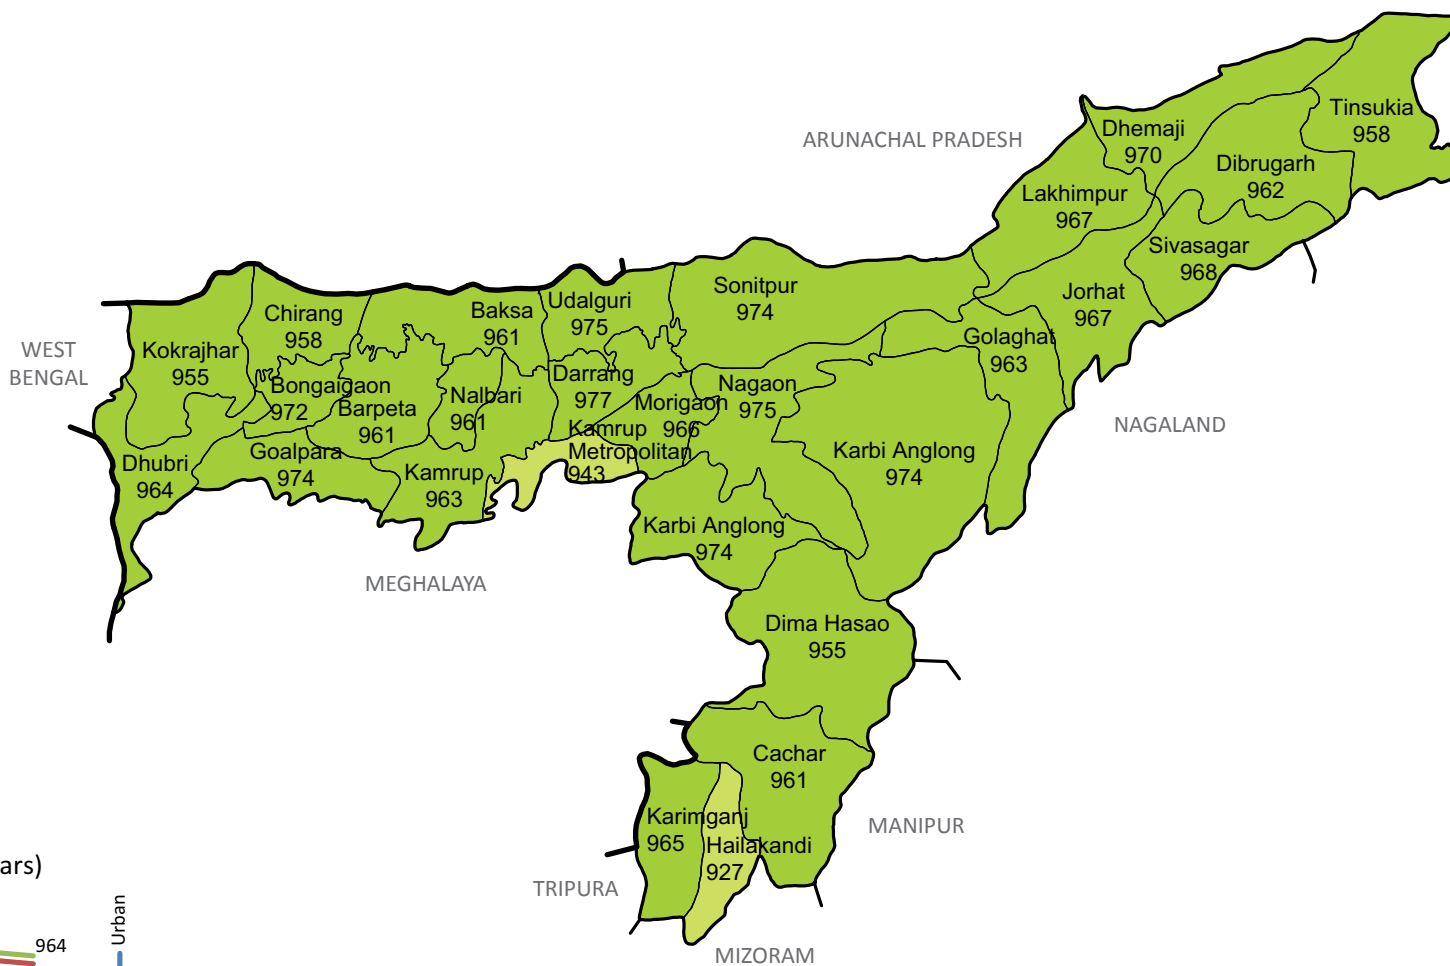 ARUNACHAL PRADESH
Tinsukia
958
Dhemaji
970
Dibrugarh
962
Lakhimpur
967
Sivasagar
968
Jorhat
967
Golaghat
963
Sonitpur
974
Udalguri
975
Baksa
961
Chirang
958
Kokrajhar
955
WEST
BENGAL
Bongaigaon
972
Barpeta
961
Nalbari
961
Darrang
977
Morigaon
966
Nagaon
975
Kamrup
Metropolitan
943
Karbi Anglong
974
NAGALAND
Dhubri
964
Goalpara
974
Kamrup
963
Karbi Anglong
974
MEGHALAYA
Dima Hasao
955
Cachar
961
Karimganj
965
Hailakandi
927
MANIPUR
TRIPURA
MIZORAM
ars)
964
Urban